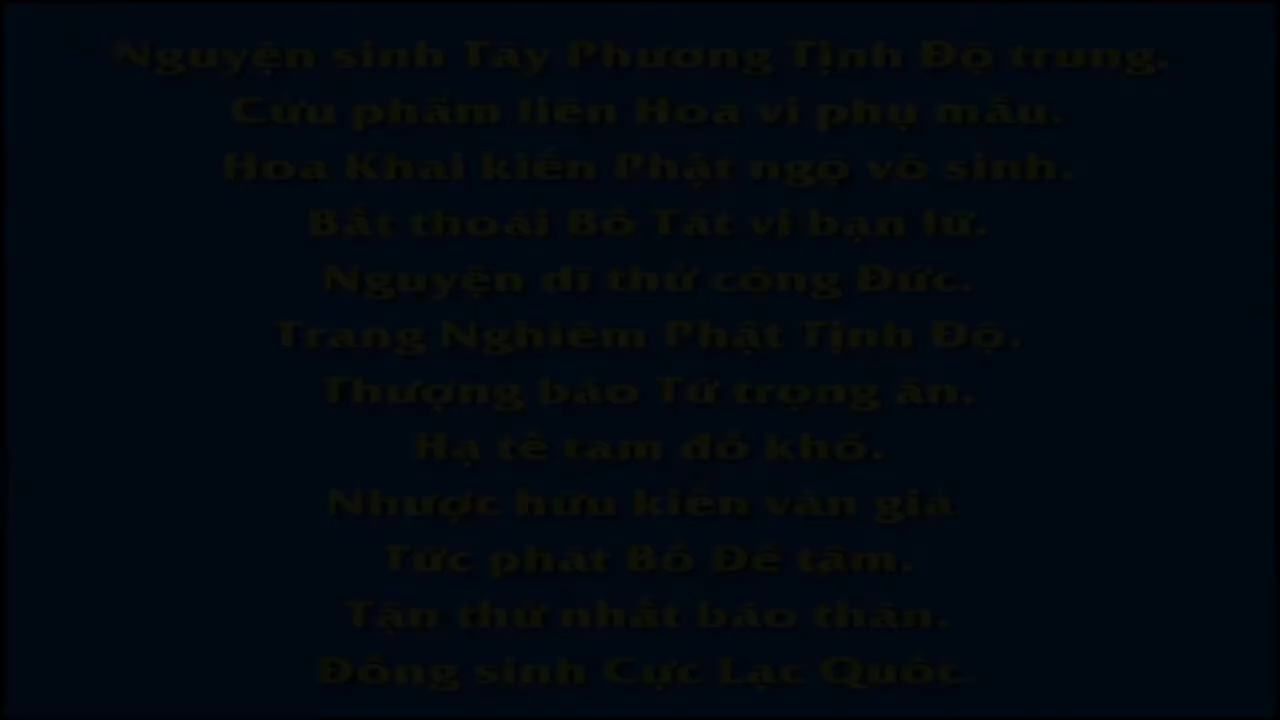 Nguyện sinh Tây Phương Tịnh Độ trung.
Cửu phẩm liên Hoa vi phụ mẫu.
Hoa Khai kiến Phật ngộ vô sinh.
Bất thoái Bồ Tát vi bạn lữ.
Nguyện dĩ thử công Đức.
Trang Nghiêm Phật Tịnh Độ.
Thượng báo Tứ trọng ân.
Hạ tế tam đồ khổ.
Nhược hữu kiến văn giả
Tức phát Bồ Đề tâm.
Tận thử nhất báo thân.
Đồng sinh Cực Lạc Quốc.